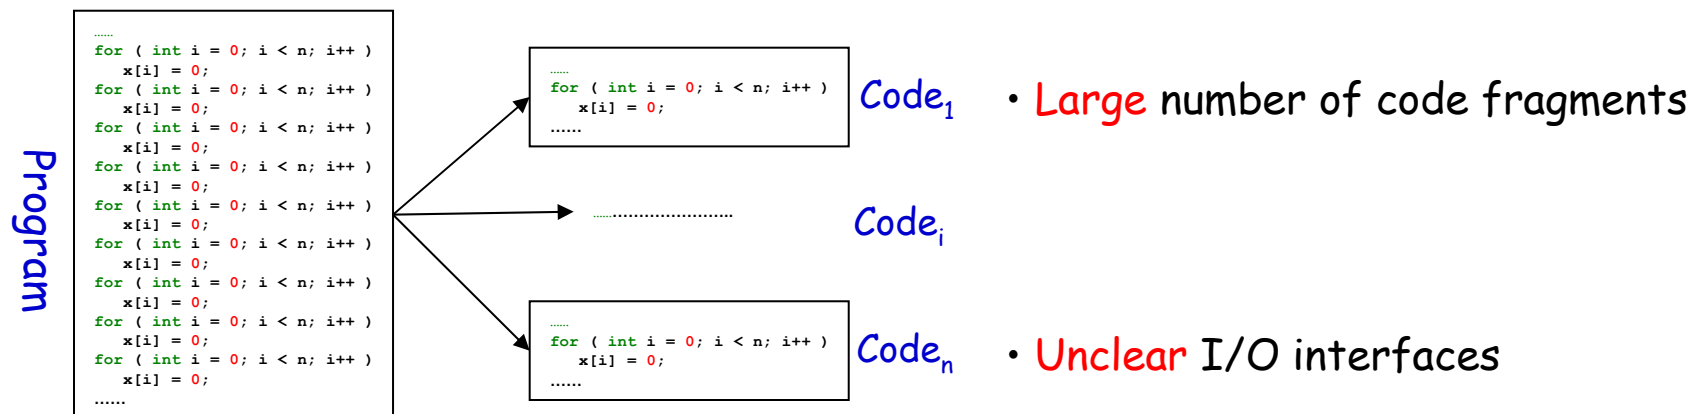 Program
......
for ( int i = 0; i < n; i++ )
x[i] = 0;
for ( int i = 0; i < n; i++ )
x[i] = 0;
for ( int i = 0; i < n; i++ )
x[i] = 0;
for ( int i = 0; i < n; i++ )
x[i] = 0;
for ( int i = 0; i < n; i++ )
x[i] = 0;
for ( int i = 0; i < n; i++ )
x[i] = 0;
for ( int i = 0; i < n; i++ )
x[i] = 0;
for ( int i = 0; i < n; i++ )
x[i] = 0;
for ( int i = 0; i < n; i++ )
x[i] = 0;
......
......
for ( int i = 0; i < n; i++ )
x[i] = 0;
......
Code₁
• Large number of code fragments
.............................
Codeᵢ
......
for ( int i = 0; i < n; i++ )
x[i] = 0;
......
Codeₙ
• Unclear I/O interfaces